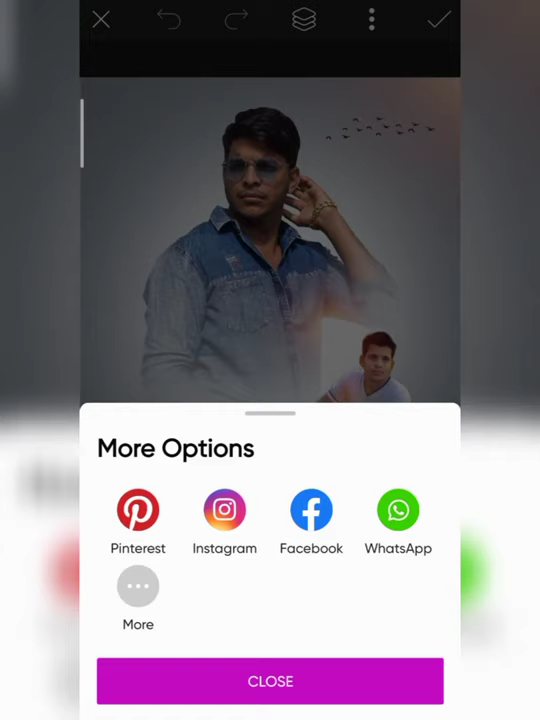 More Options
Pinterest
Instagram
Facebook
WhatsApp
More
CLOSE